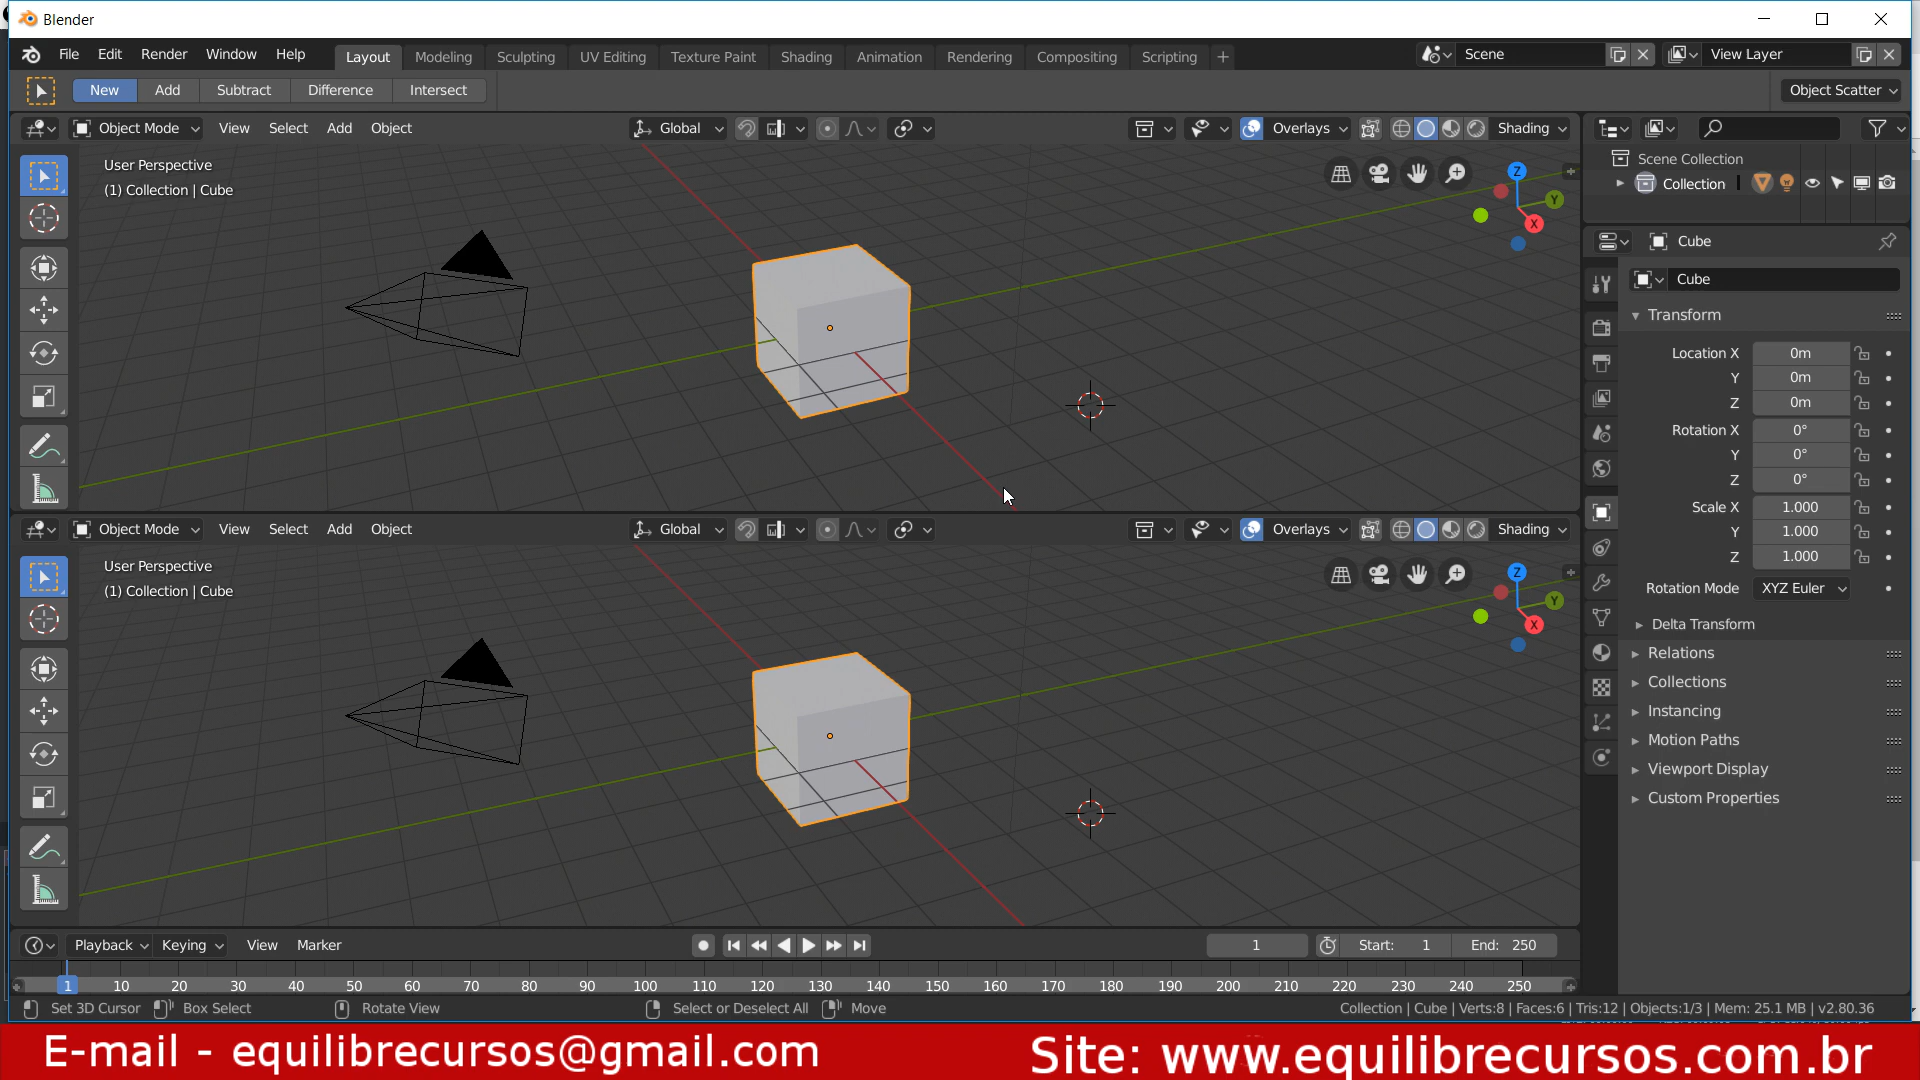 Blender
File Edit Render Window Help Layout Modeling Sculpting UV Editing Texture Paint Shading Animation Rendering Compositing Scripting + Scene View Layer
New Add Subtract Difference Intersect Object Scatter
Object Mode View Select Add Object Global Overlays Shading
User Perspective
(1) Collection | Cube
Z
Y
X
Scene Collection
Collection
Cube
Cube
Transform
Location X 0m
Y 0m
Z 0m
Rotation X 0°
Y 0°
Z 0°
Scale X 1.000
Y 1.000
Z 1.000
Rotation Mode XYZ Euler
Delta Transform
Relations
Collections
Instancing
Motion Paths
Viewport Display
Custom Properties
Object Mode View Select Add Object Global Overlays Shading
User Perspective
(1) Collection | Cube
Z
Y
X
Playback Keying View Marker 1 Start: 1 End: 250
1 10 20 30 40 50 60 70 80 90 100 110 120 130 140 150 160 170 180 190 200 210 220 230 240 250
Set 3D Cursor Box Select Rotate View Select or Deselect All Move Collection | Cube | Verts:8 | Faces:6 | Tris:12 | Objects:1/3 | Mem: 25.1 MB | v2.80.36
E-mail - equilibrecursos@gmail.com Site: www.equilibrecursos.com.br